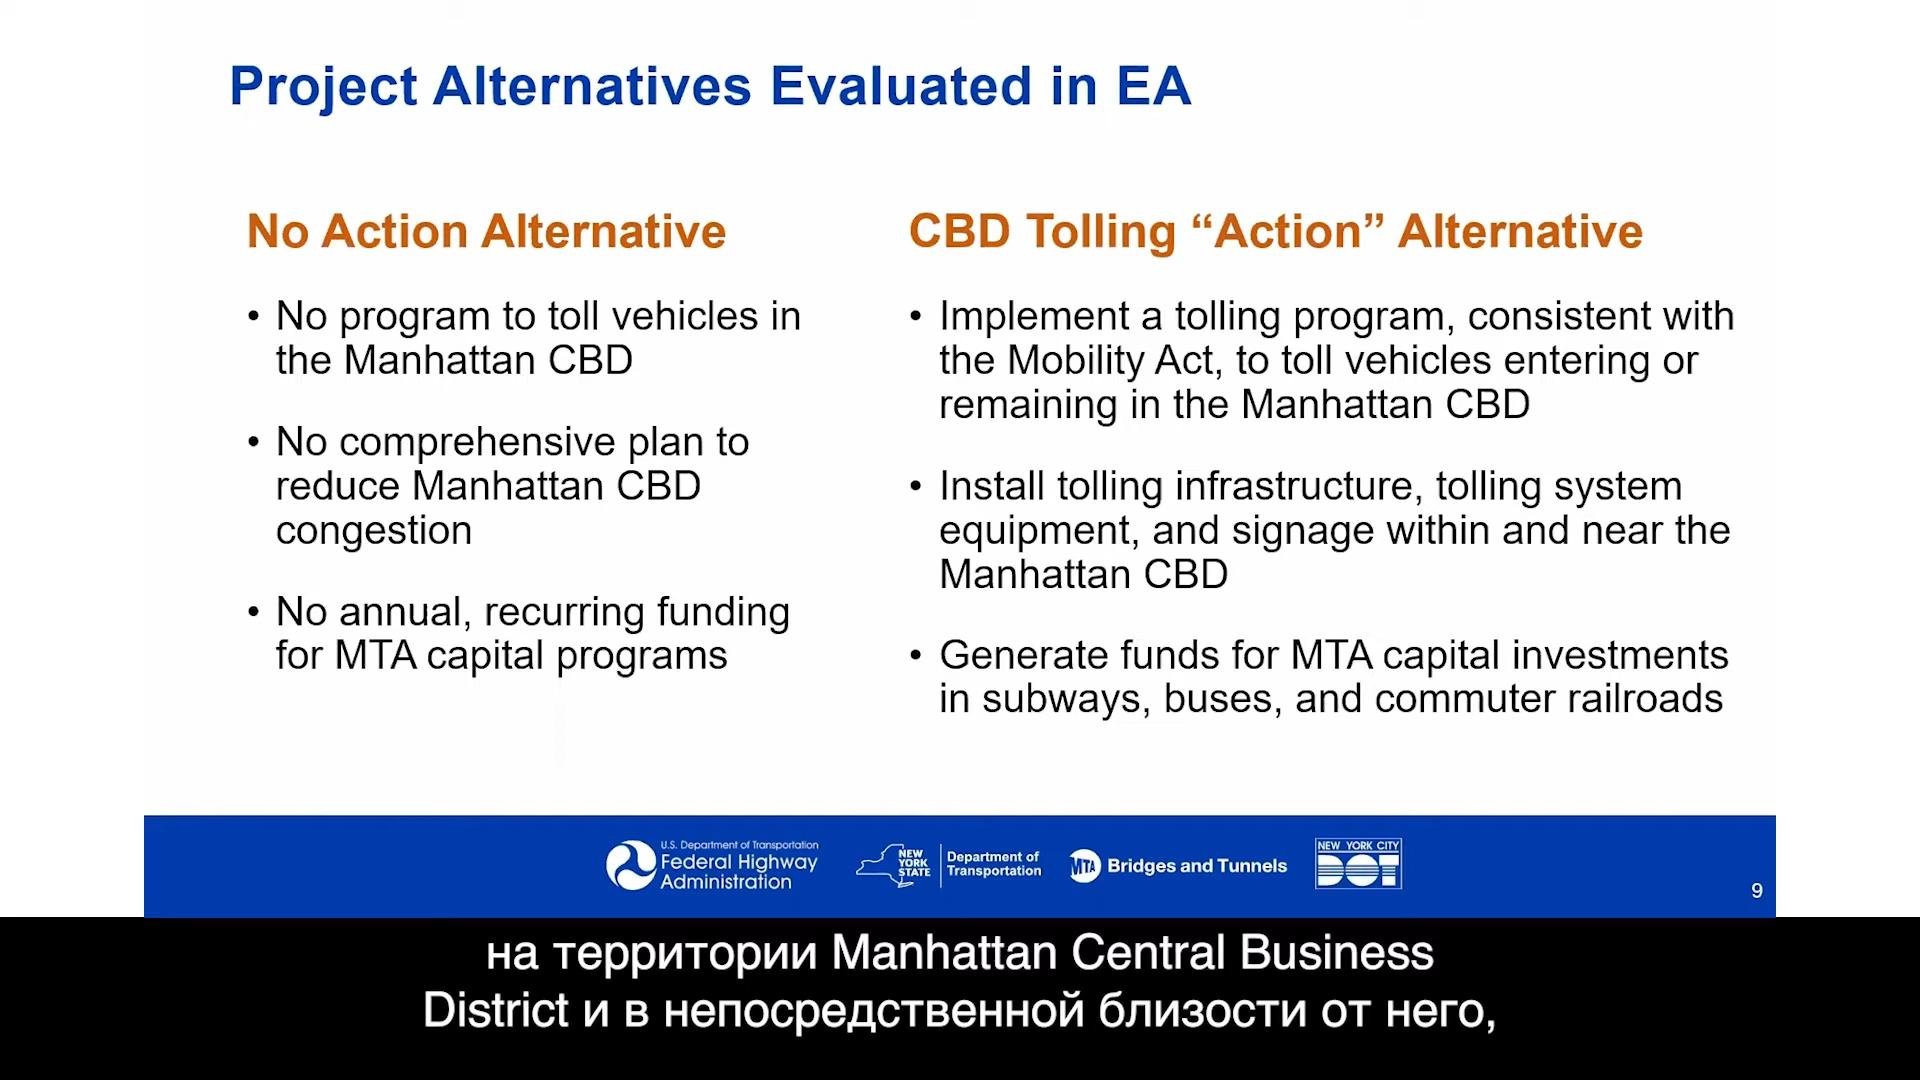 Project Alternatives Evaluated in EA
No Action Alternative
• No program to toll vehicles in
the Manhattan CBD
• No comprehensive plan to
reduce Manhattan CBD
congestion
• No annual, recurring funding
for MTA capital programs
CBD Tolling “Action” Alternative
• Implement a tolling program, consistent with
the Mobility Act, to toll vehicles entering or
remaining in the Manhattan CBD
• Install tolling infrastructure, tolling system
equipment, and signage within and near the
Manhattan CBD
• Generate funds for MTA capital investments
in subways, buses, and commuter railroads
U.S. Department of Transportation
Federal Highway
Administration
NEW
YORK
STATE
Department of
Transportation
MTA Bridges and Tunnels
NEW YORK CITY
DOT
9
на территории Manhattan Central Business
District и в непосредственной близости от него,